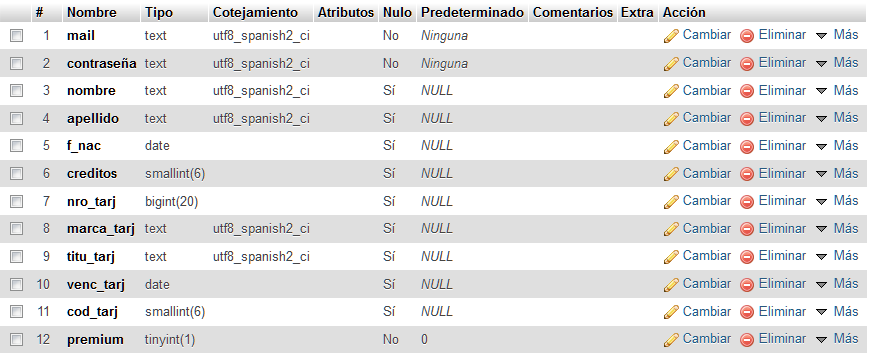 # Nombre Tipo Cotejamiento Atributos Nulo Predeterminado Comentarios Extra Acción
1 mail text utf8_spanish2_ci No Ninguna Cambiar Eliminar Más
2 contraseña text utf8_spanish2_ci No Ninguna Cambiar Eliminar Más
3 nombre text utf8_spanish2_ci Sí NULL Cambiar Eliminar Más
4 apellido text utf8_spanish2_ci Sí NULL Cambiar Eliminar Más
5 f_nac date Sí NULL Cambiar Eliminar Más
6 creditos smallint(6) Sí NULL Cambiar Eliminar Más
7 nro_tarj bigint(20) Sí NULL Cambiar Eliminar Más
8 marca_tarj text utf8_spanish2_ci Sí NULL Cambiar Eliminar Más
9 titu_tarj text utf8_spanish2_ci Sí NULL Cambiar Eliminar Más
10 venc_tarj date Sí NULL Cambiar Eliminar Más
11 cod_tarj smallint(6) Sí NULL Cambiar Eliminar Más
12 premium tinyint(1) No 0 Cambiar Eliminar Más